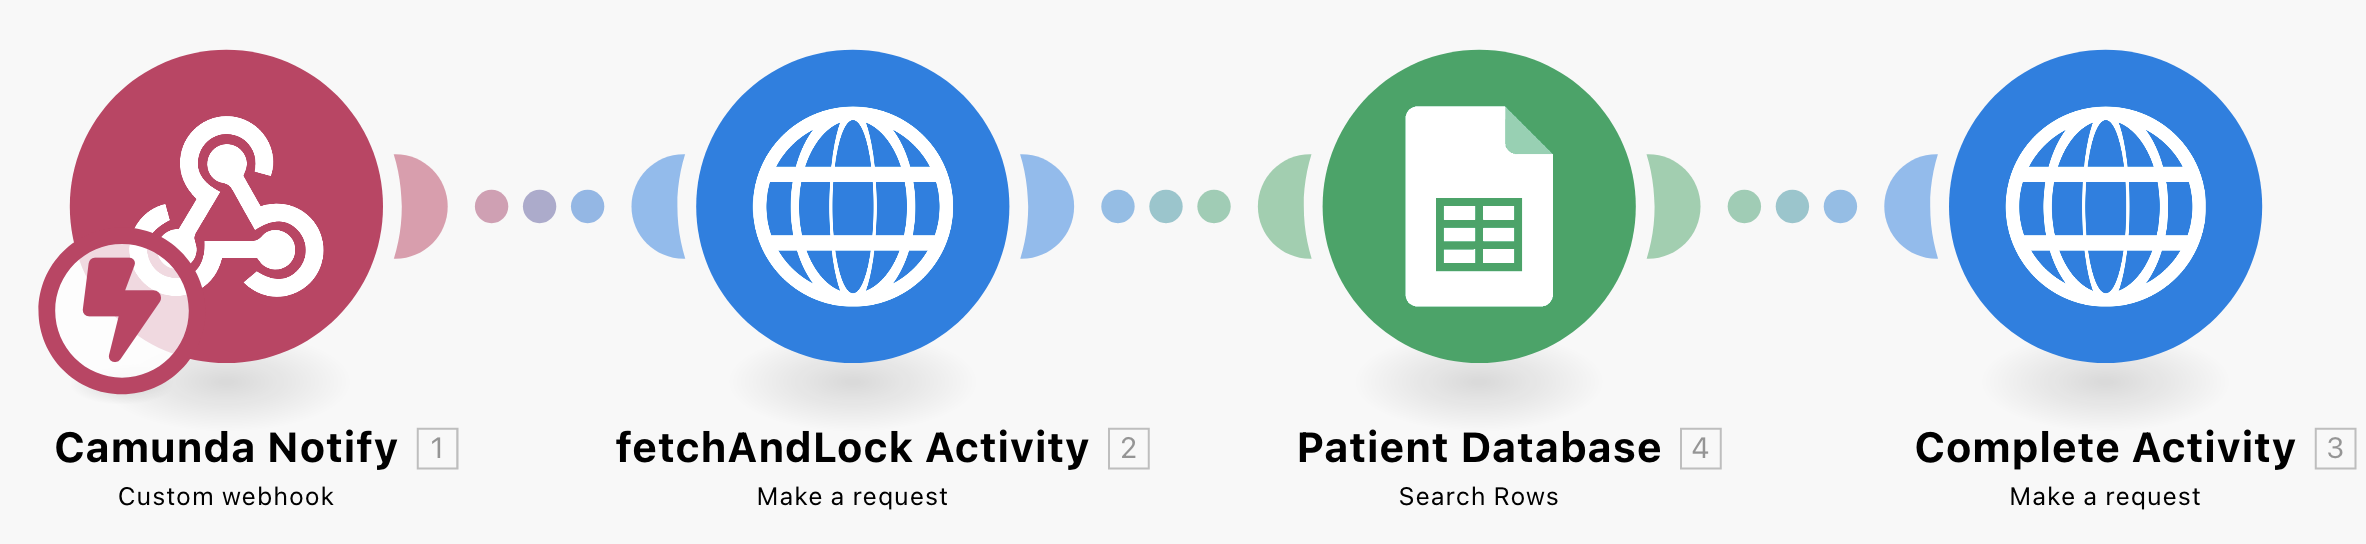 Camunda Notify 1
Custom webhook
fetchAndLock Activity 2
Make a request
Patient Database 4
Search Rows
Complete Activity 3
Make a request